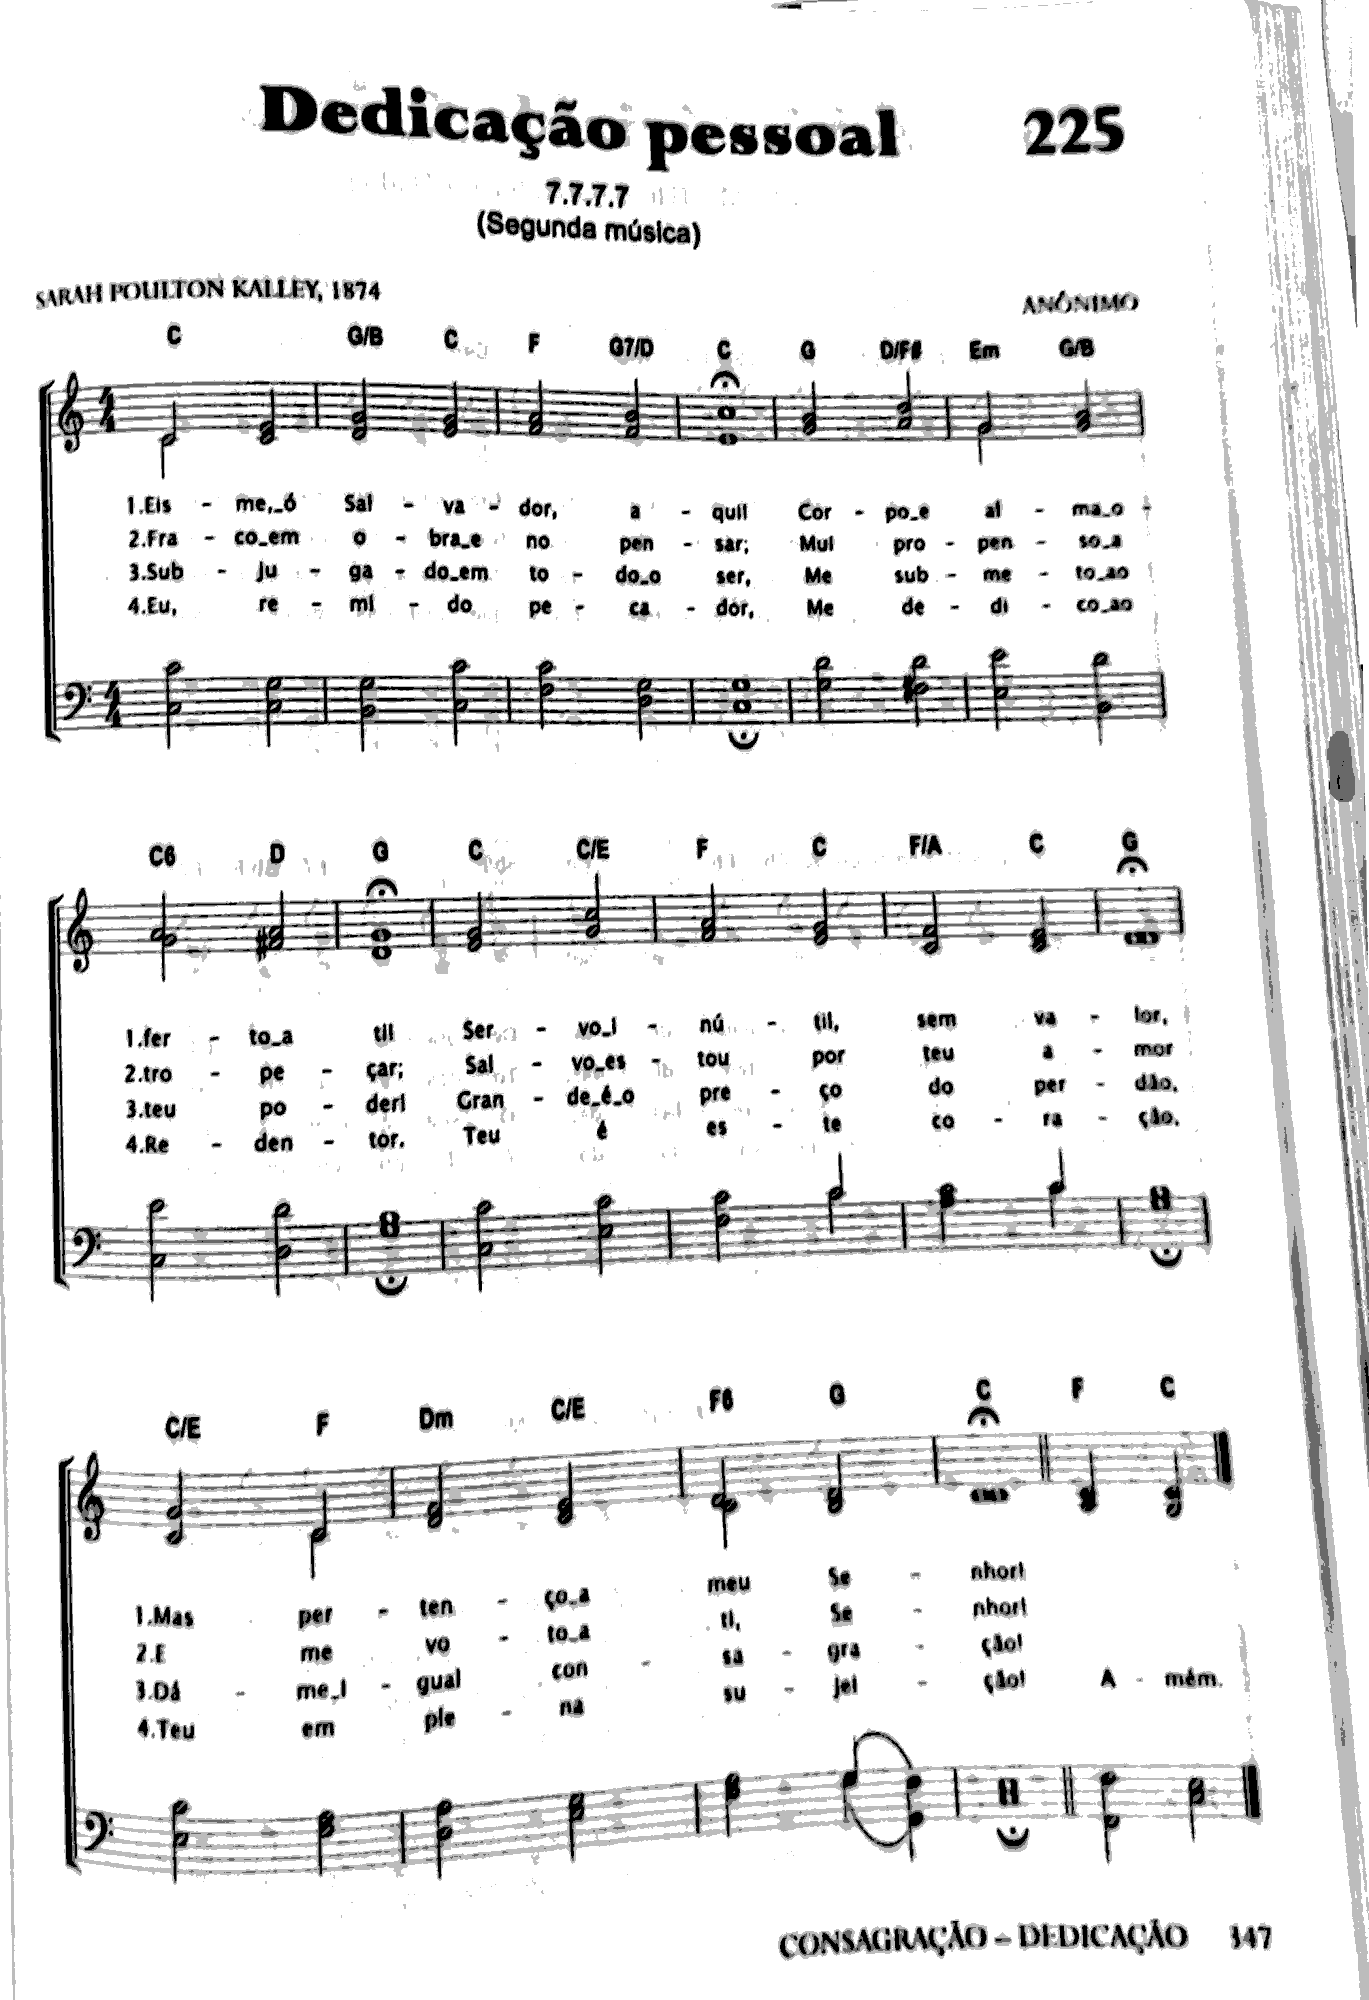 Dedicação pessoal 225
7.7.7.7
(Segunda música)
SARAH POULTON KALLEY, 1874
ANÔNIMO
C G/B C F G7/D C G D/F# Em G/B
1.Eis - me,_ó Sal - va - dor, a - qui! Cor - po_e al - ma_o -
2.Fra - co_em o - bra_e no pen - sar; Mui pro - pen - so_a
3.Sub - ju - ga - do_em to - do_o ser, Me sub - me - to_ao
4.Eu, re - mi - do pe - ca - dor, Me de - di - co_ao
C6 D G C C/E F C F/A C G
1.fer - to_a ti! Ser - vo_i - nú - til, sem va - lor,
2.tro - pe - çar; Sal - vo_es - tou por teu a - mor
3.teu po - der! Gran - de_é_o pre - ço do per - dão,
4.Re - den - tor. Teu é es - te co - ra - ção,
C/E F Dm C/E F6 G C F C
1.Mas per - ten - ço_a meu Se - nhor!
2.E me vo - to_a ti, Se - nhor!
3.Dá - me_i - gual con - sa - gra - ção!
4.Teu em ple - na su - jei - ção! A - mém.
CONSAGRAÇÃO – DEDICAÇÃO 347